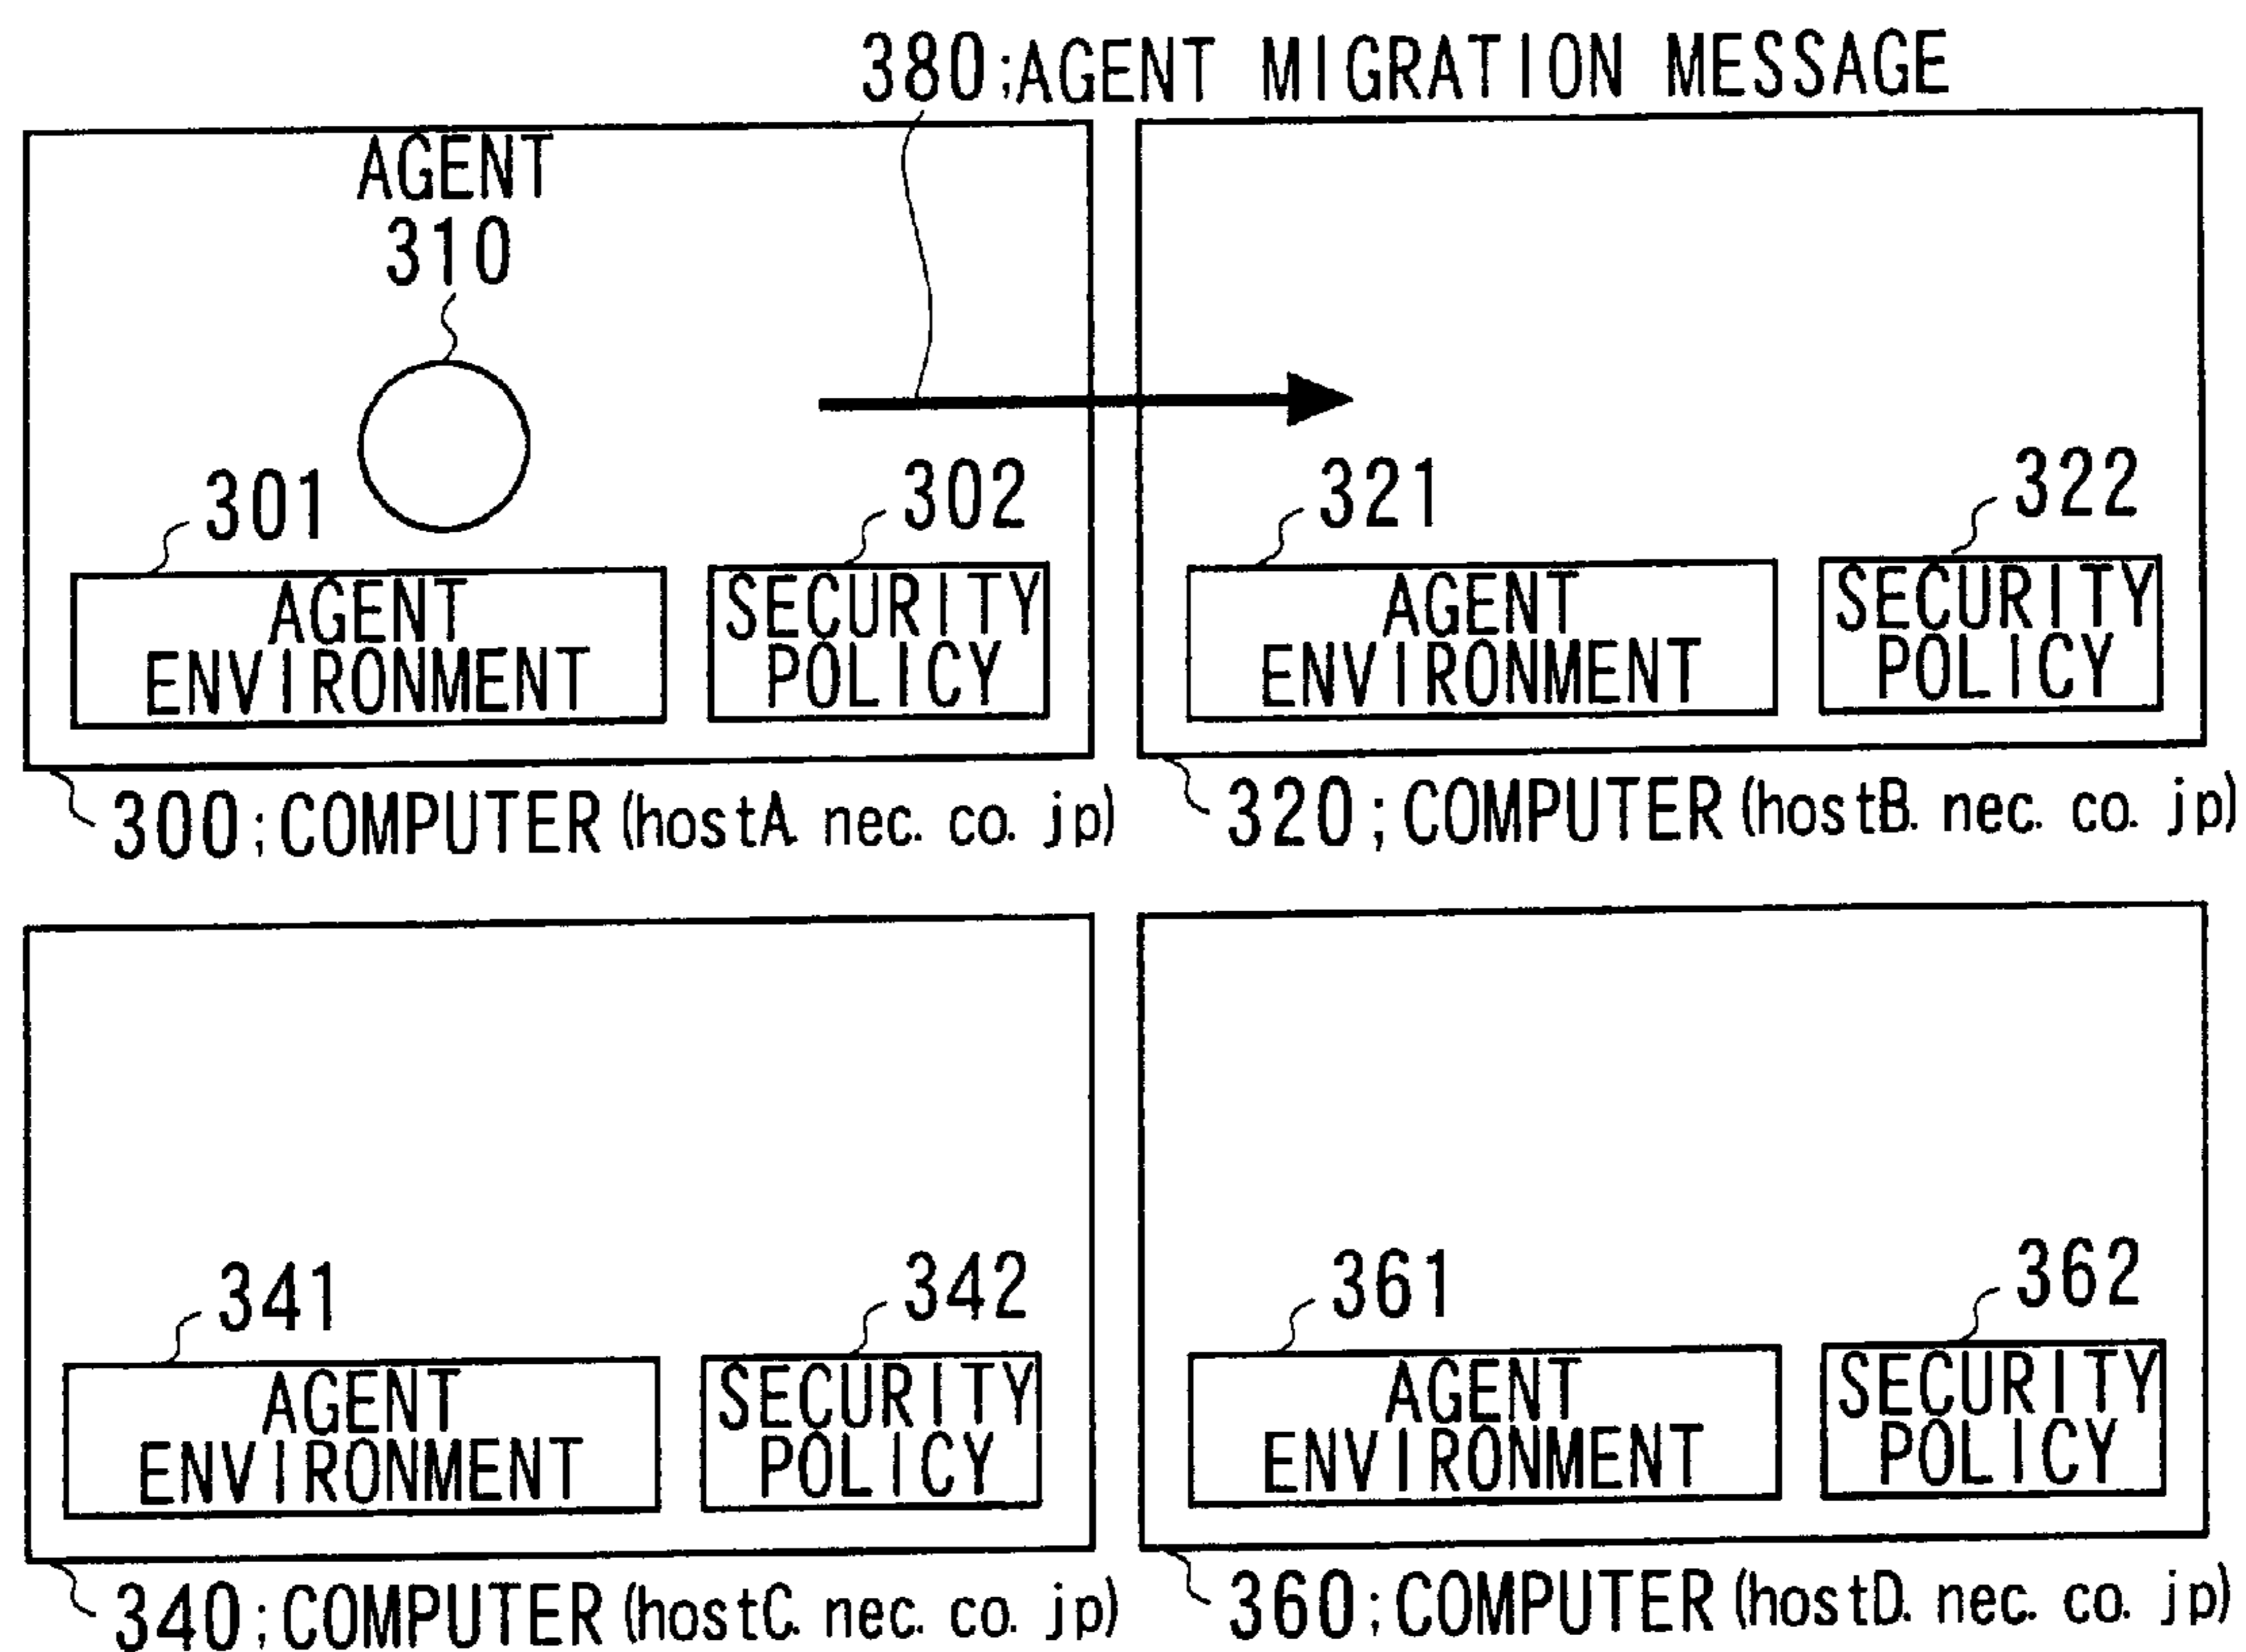 380;AGENT MIGRATION MESSAGE
AGENT
310
301
302
AGENT
ENVIRONMENT
SECURITY
POLICY
321
322
AGENT
ENVIRONMENT
SECURITY
POLICY
300;COMPUTER (hostA. nec. co. jp)
320;COMPUTER (hostB. nec. co. jp)
341
342
AGENT
ENVIRONMENT
SECURITY
POLICY
361
362
AGENT
ENVIRONMENT
SECURITY
POLICY
340;COMPUTER (hostC. nec. co. jp)
360;COMPUTER (hostD. nec. co. jp)